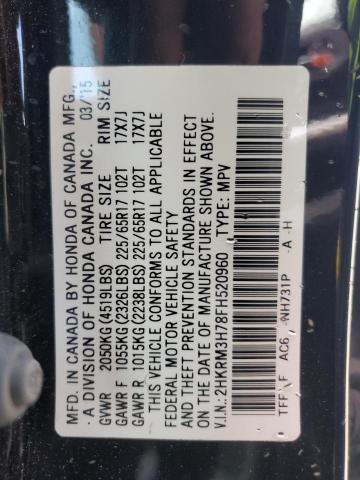 MFD. IN CANADA BY HONDA OF CANADA MFG.,
A DIVISION OF HONDA CANADA INC. 03/15
GVWR 2050KG(4519LBS) TIRE SIZE RIM SIZE
GAWR F 1055KG(2326LBS) 225/65R17 102T 17X7J
GAWR R 1015KG(2238LBS) 225/65R17 102T 17X7J
THIS VEHICLE CONFORMS TO ALL APPLICABLE
FEDERAL MOTOR VEHICLE SAFETY
AND THEFT PREVENTION STANDARDS IN EFFECT
ON THE DATE OF MANUFACTURE SHOWN ABOVE.
V.I.N.: 2HKRM3H78FH520960 TYPE: MPV
TFF F AC6 NH731P -A -H